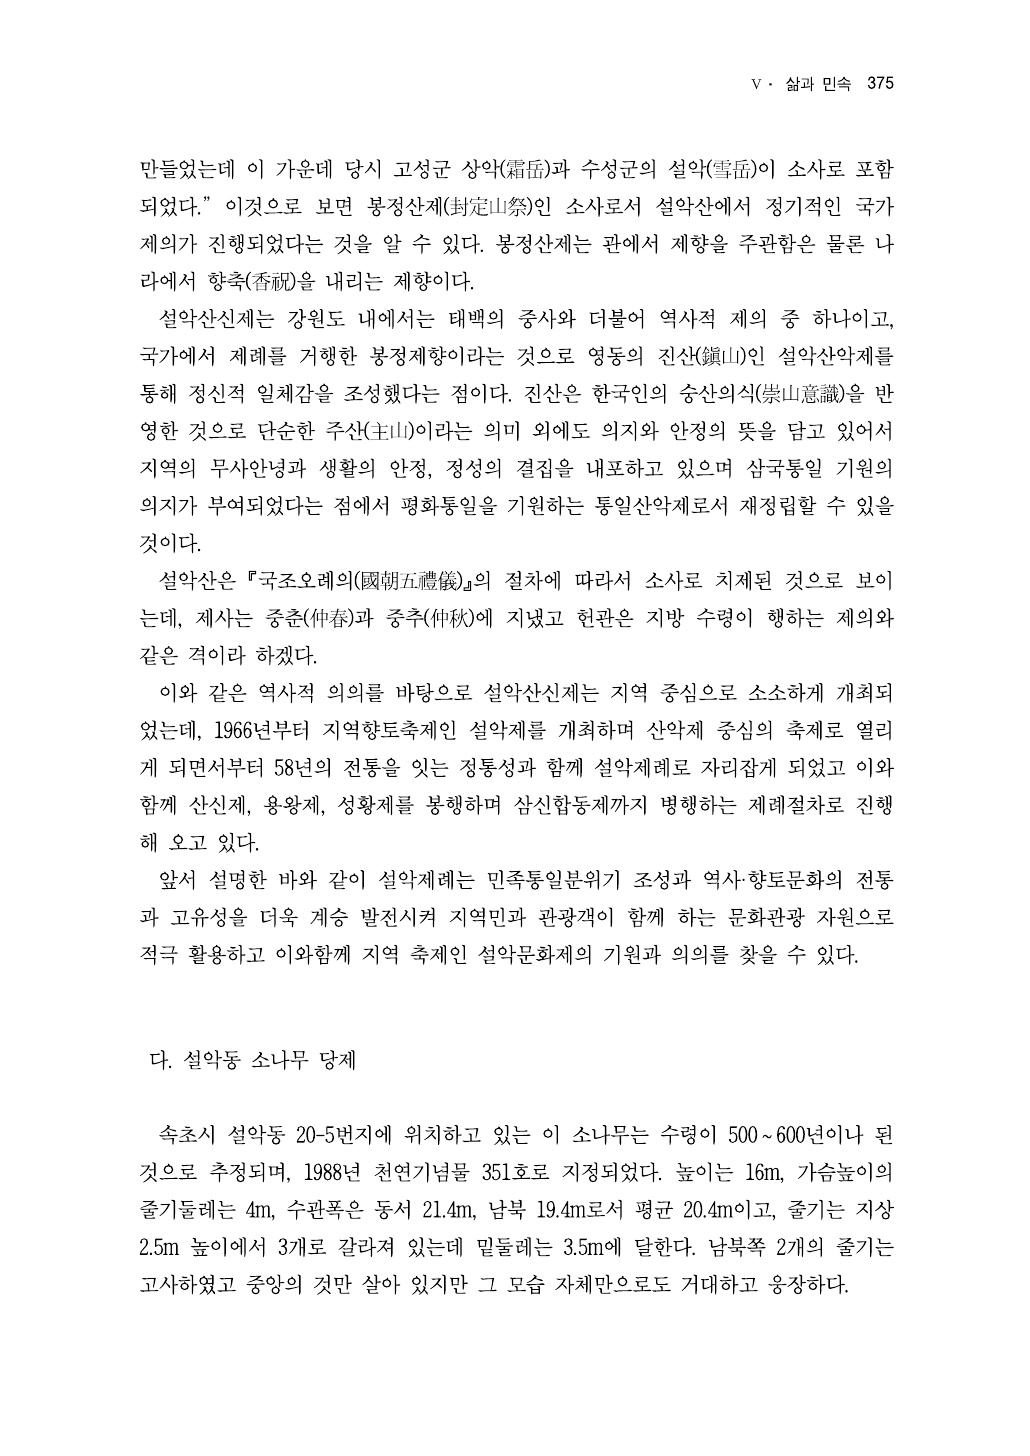 Ⅴ· 삶과 민속 375
만들었는데 이 가운데 당시 고성군 상악(霜岳)과 수성군의 설악(雪岳)이 소사로 포함
되었다.” 이것으로 보면 봉정산제(封定山祭)인 소사로서 설악산에서 정기적인 국가
제의가 진행되었다는 것을 알 수 있다. 봉정산제는 관에서 제향을 주관함은 물론 나
라에서 향축(香祝)을 내리는 제향이다.
설악산신제는 강원도 내에서는 태백의 중사와 더불어 역사적 제의 중 하나이고,
국가에서 제례를 거행한 봉정제향이라는 것으로 영동의 진산(鎭山)인 설악산악제를
통해 정신적 일체감을 조성했다는 점이다. 진산은 한국인의 숭산의식(崇山意識)을 반
영한 것으로 단순한 주산(主山)이라는 의미 외에도 의지와 안정의 뜻을 담고 있어서
지역의 무사안녕과 생활의 안정, 정성의 결집을 내포하고 있으며 삼국통일 기원의
의지가 부여되었다는 점에서 평화통일을 기원하는 통일산악제로서 재정립할 수 있을
것이다.
설악산은 『국조오례의(國朝五禮儀)』의 절차에 따라서 소사로 치제된 것으로 보이
는데, 제사는 중춘(仲春)과 중추(仲秋)에 지냈고 헌관은 지방 수령이 행하는 제의와
같은 격이라 하겠다.
이와 같은 역사적 의의를 바탕으로 설악산신제는 지역 중심으로 소소하게 개최되
었는데, 1966년부터 지역향토축제인 설악제를 개최하며 산악제 중심의 축제로 열리
게 되면서부터 58년의 전통을 잇는 정통성과 함께 설악제례로 자리잡게 되었고 이와
함께 산신제, 용왕제, 성황제를 봉행하며 삼신합동제까지 병행하는 제례절차로 진행
해 오고 있다.
앞서 설명한 바와 같이 설악제례는 민족통일분위기 조성과 역사·향토문화의 전통
과 고유성을 더욱 계승 발전시켜 지역민과 관광객이 함께 하는 문화관광 자원으로
적극 활용하고 이와함께 지역 축제인 설악문화제의 기원과 의의를 찾을 수 있다.
다. 설악동 소나무 당제
속초시 설악동 20-5번지에 위치하고 있는 이 소나무는 수령이 500～600년이나 된
것으로 추정되며, 1988년 천연기념물 351호로 지정되었다. 높이는 16m, 가슴높이의
줄기둘레는 4m, 수관폭은 동서 21.4m, 남북 19.4m로서 평균 20.4m이고, 줄기는 지상
2.5m 높이에서 3개로 갈라져 있는데 밑둘레는 3.5m에 달한다. 남북쪽 2개의 줄기는
고사하였고 중앙의 것만 살아 있지만 그 모습 자체만으로도 거대하고 웅장하다.